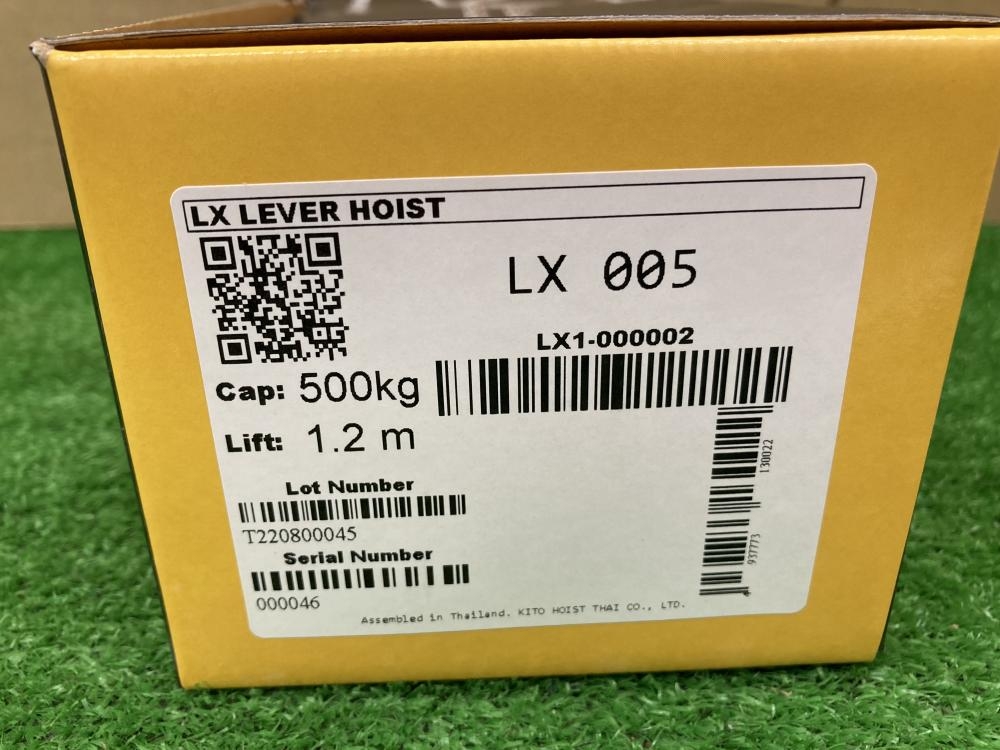 LX LEVER HOIST
LX 005
LX1-000002
Cap: 500kg
Lift: 1.2 m
130022
Lot Number
T220800045
937773
Serial Number
000046
Assembled in Thailand. KITO HOIST THAI CO., LTD.